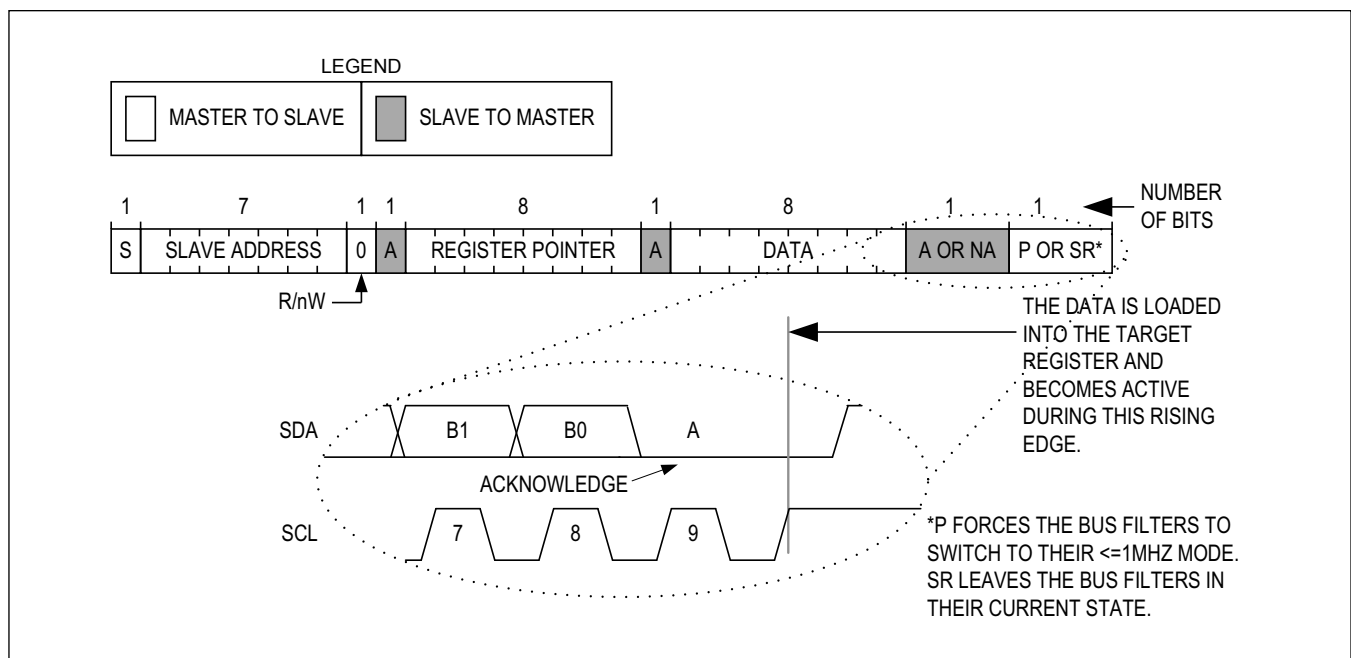 LEGEND
MASTER TO SLAVE
SLAVE TO MASTER
1 7 1 1 8 1 8 1 1
NUMBER
OF BITS
S SLAVE ADDRESS 0 A REGISTER POINTER A DATA A OR NA P OR SR*
R/nW
THE DATA IS LOADED
INTO THE TARGET
REGISTER AND
BECOMES ACTIVE
DURING THIS RISING
EDGE.
SDA B1 B0 A
ACKNOWLEDGE
SCL 7 8 9
*P FORCES THE BUS FILTERS TO
SWITCH TO THEIR <=1MHZ MODE.
SR LEAVES THE BUS FILTERS IN
THEIR CURRENT STATE.